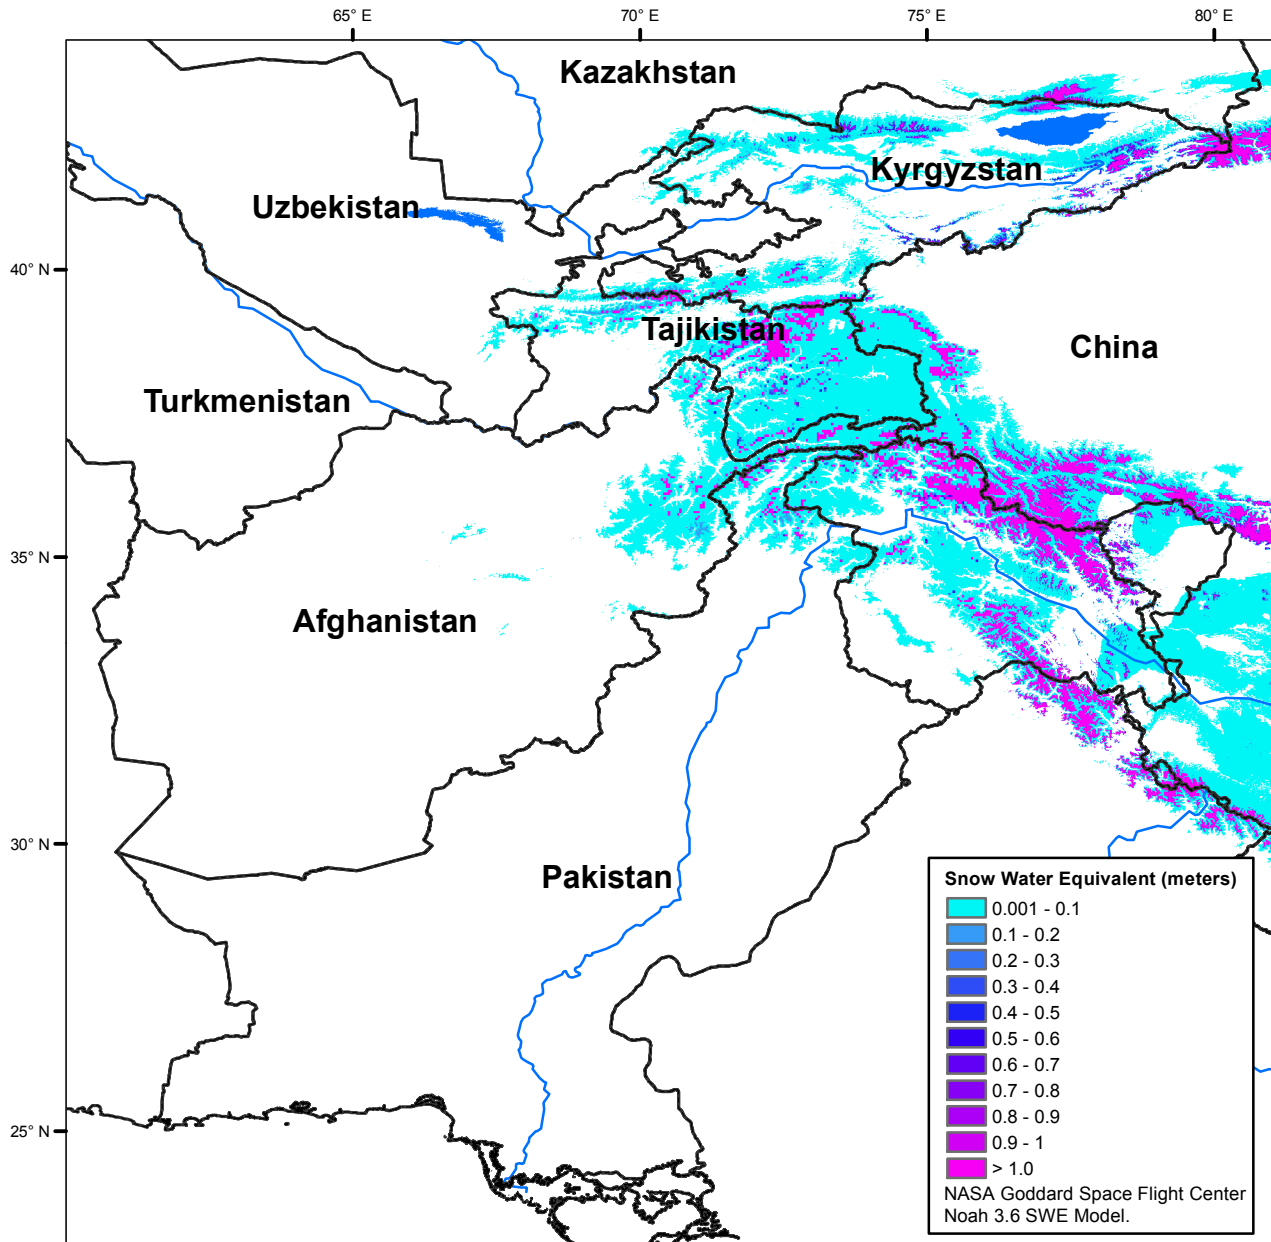 65° E
70° E
75° E
80° E
Kazakhstan
Kyrgyzstan
Uzbekistan
40° N
Tajikistan
China
Turkmenistan
35° N
Afghanistan
30° N
Pakistan
25° N
Snow Water Equivalent (meters)
0.001 - 0.1
0.1 - 0.2
0.2 - 0.3
0.3 - 0.4
0.4 - 0.5
0.5 - 0.6
0.6 - 0.7
0.7 - 0.8
0.8 - 0.9
0.9 - 1
> 1.0
NASA Goddard Space Flight Center
Noah 3.6 SWE Model.